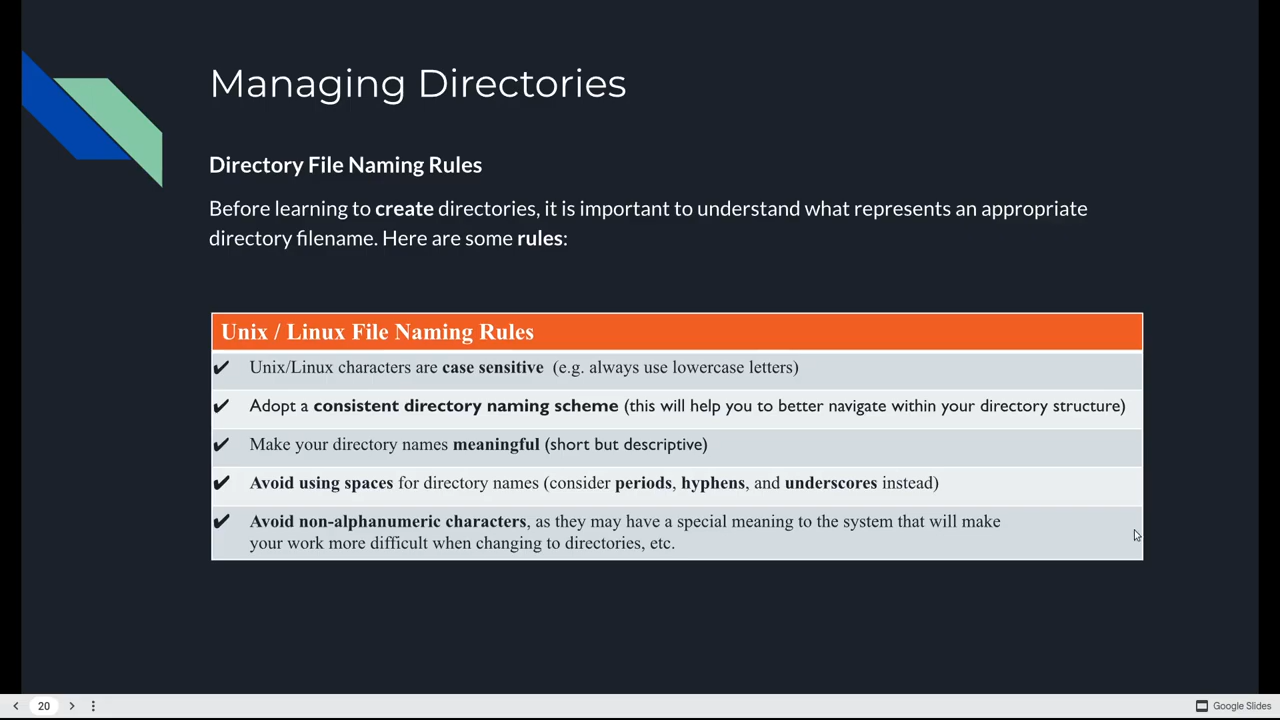 Managing Directories
Directory File Naming Rules
Before learning to create directories, it is important to understand what represents an appropriate
directory filename. Here are some rules:
Unix / Linux File Naming Rules
✔ Unix/Linux characters are case sensitive (e.g. always use lowercase letters)
✔ Adopt a consistent directory naming scheme (this will help you to better navigate within your directory structure)
✔ Make your directory names meaningful (short but descriptive)
✔ Avoid using spaces for directory names (consider periods, hyphens, and underscores instead)
✔ Avoid non-alphanumeric characters, as they may have a special meaning to the system that will make
your work more difficult when changing to directories, etc.
20
Google Slides